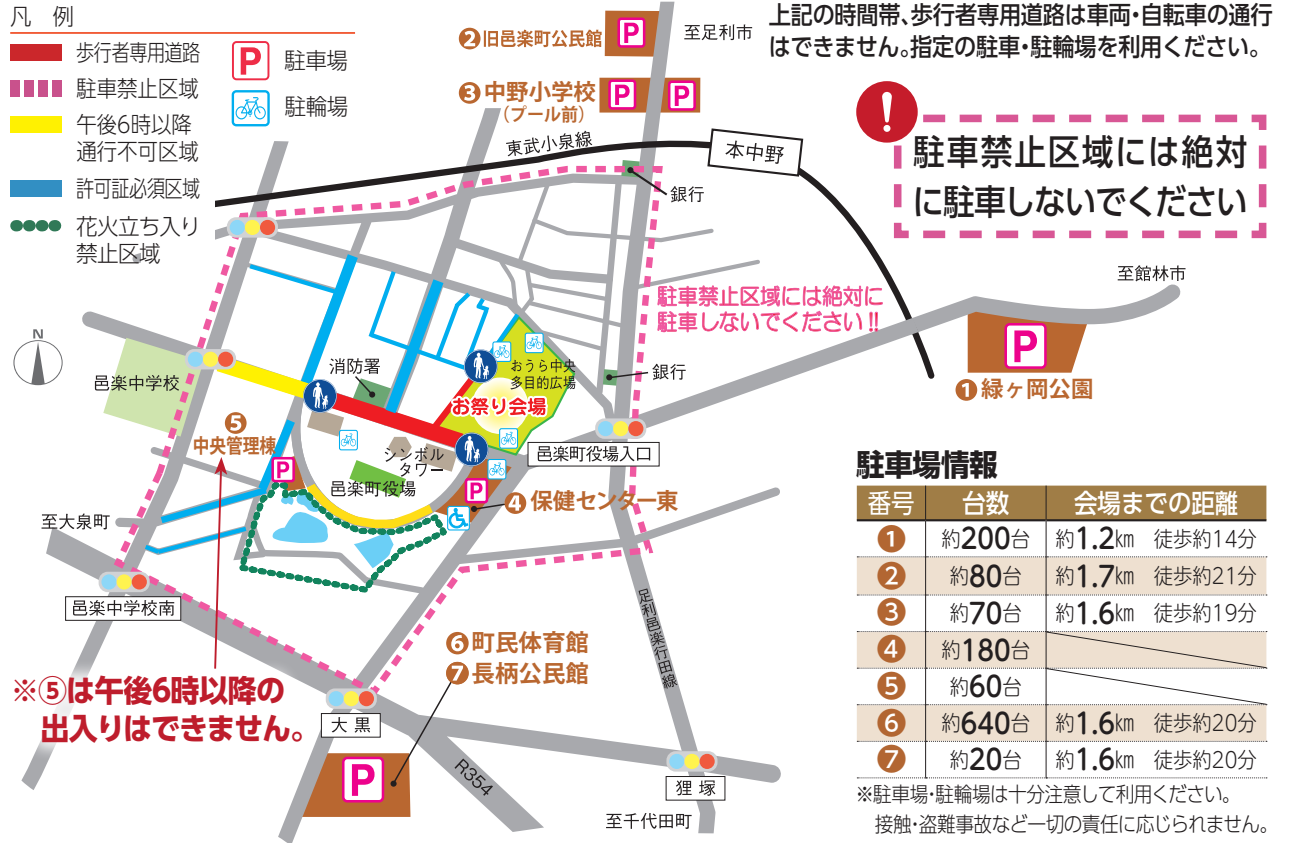 凡 例
歩行者専用道路
駐車禁止区域
午後6時以降
通行不可区域
許可証必須区域
花火立ち入り
禁止区域
P 駐車場
駐輪場
上記の時間帯、歩行者専用道路は車両・自転車の通行
はできません。指定の駐車・駐輪場を利用ください。
!
駐車禁止区域には絶対
に駐車しないでください
❷旧邑楽町公民館
P
至足利市
❸中野小学校
(プール前)
P
P
東武小泉線
本中野
銀行
駐車禁止区域には絶対に
駐車しないでください!!
至館林市
P
❶緑ヶ岡公園
N
邑楽中学校
消防署
おうら中央
多目的広場
お祭り会場
銀行
❺
中央管理棟
P
シンボル
タワー
邑楽町役場
邑楽町役場入口
P
❹保健センター東
至大泉町
邑楽中学校南
足利邑楽行田線
❻町民体育館
❼長柄公民館
※⑤は午後6時以降の
出入りはできません。
大黒
P
R354
狸塚
至千代田町
駐車場情報
番号 台数 会場までの距離
❶ 約200台 約1.2㎞ 徒歩約14分
❷ 約80台 約1.7㎞ 徒歩約21分
❸ 約70台 約1.6㎞ 徒歩約19分
❹ 約180台
❺ 約60台
❻ 約640台 約1.6㎞ 徒歩約20分
❼ 約20台 約1.6㎞ 徒歩約20分
※駐車場・駐輪場は十分注意して利用ください。
接触・盗難事故など一切の責任に応じられません。